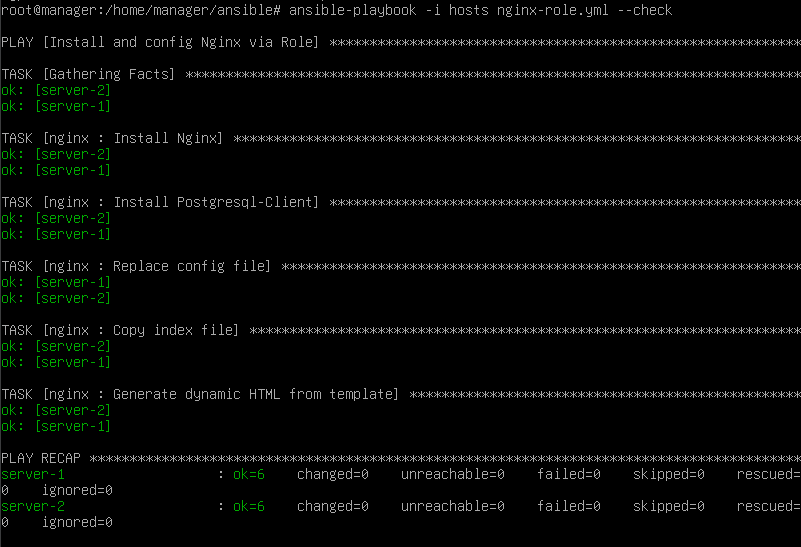 root@manager:/home/manager/ansible# ansible-playbook -i hosts nginx-role.yml --check
PLAY [Install and config Nginx via Role] ***********************************************************
TASK [Gathering Facts] *****************************************************************************
ok: [server-2]
ok: [server-1]
TASK [nginx : Install Nginx] ***********************************************************************
ok: [server-2]
ok: [server-1]
TASK [nginx : Install Postgresql-Client] ***********************************************************
ok: [server-2]
ok: [server-1]
TASK [nginx : Replace config file] *****************************************************************
ok: [server-1]
ok: [server-2]
TASK [nginx : Copy index file] *********************************************************************
ok: [server-2]
ok: [server-1]
TASK [nginx : Generate dynamic HTML from template] *************************************************
ok: [server-2]
ok: [server-1]
PLAY RECAP *****************************************************************************************
server-1                   : ok=6    changed=0    unreachable=0    failed=0    skipped=0    rescued=
0    ignored=0
server-2                   : ok=6    changed=0    unreachable=0    failed=0    skipped=0    rescued=
0    ignored=0